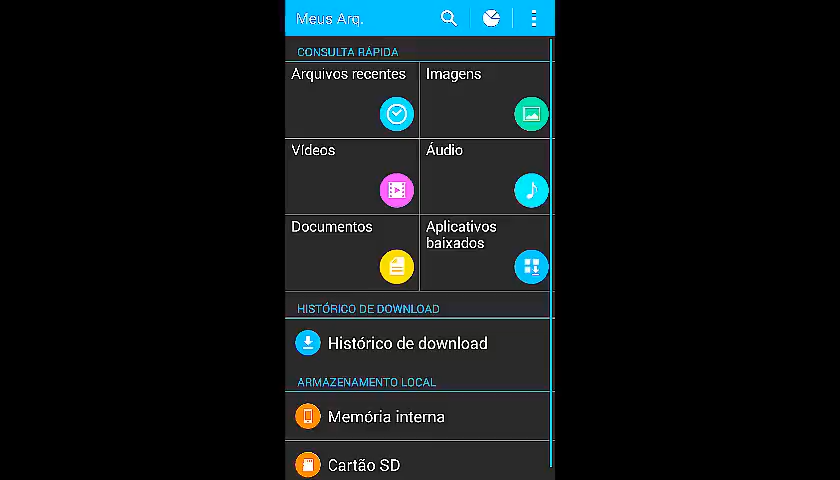 Meus Arq.
CONSULTA RÁPIDA
Arquivos recentes
Imagens
Vídeos
Áudio
Documentos
Aplicativos
baixados
HISTÓRICO DE DOWNLOAD
Histórico de download
ARMAZENAMENTO LOCAL
Memória interna
Cartão SD